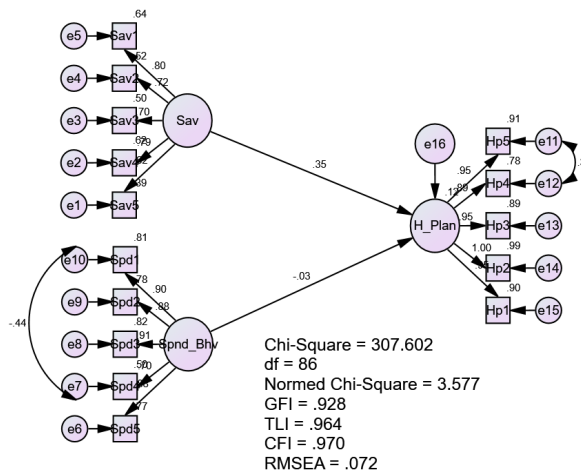 .64
e5 Sav1
.80
e4 Sav2 .72
.50
e3 Sav3 .70
e2 Sav4
e1 Sav5
Sav
.35
e16
.91
Hp5 e11
.95 .78
Hp4 e12
.89
H_Plan .95 Hp3 e13
1.00 .99
Hp2 e14
.90
Hp1 e15
-.03
.81
e10 Spd1
.78 .90
e9 Spd2 .88
.82
e8 Spd3 .91 Spnd_Bhv
-.44
e7 Spd4
.77
e6 Spd5
Chi-Square = 307.602
df = 86
Normed Chi-Square = 3.577
GFI = .928
TLI = .964
CFI = .970
RMSEA = .072